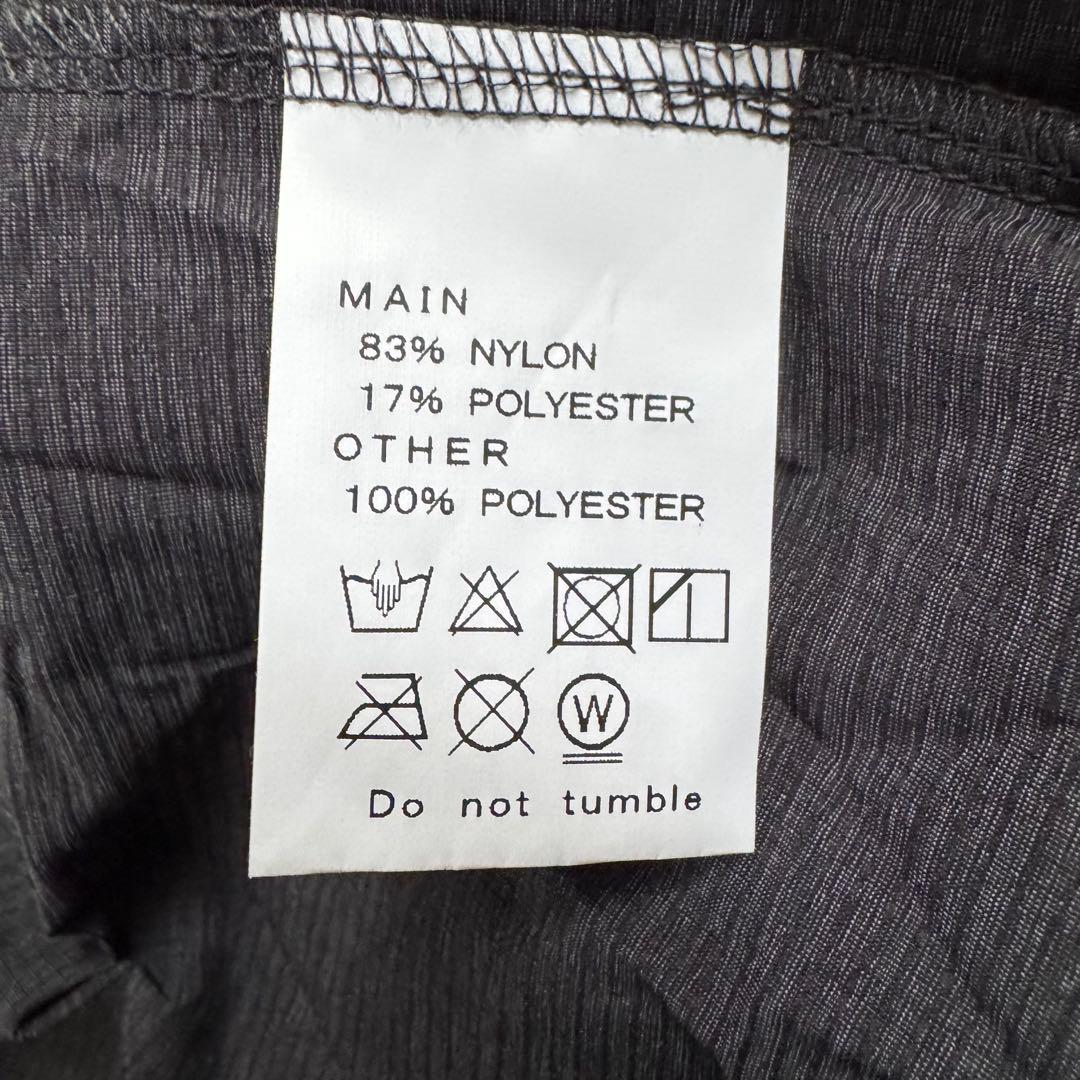 MAIN
83% NYLON
17% POLYESTER
OTHER
100% POLYESTER
W
Do not tumble